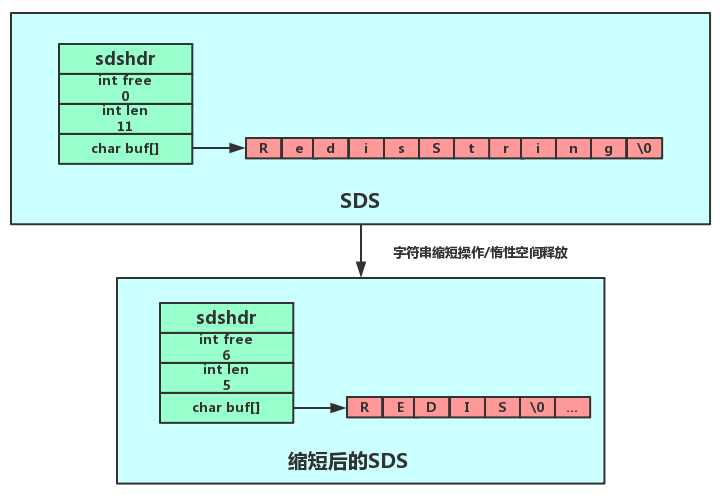 sdshdr
int free
0
int len
11
char buf[]
R e d i s S t r i n g \0
SDS
字符串缩短操作/惰性空间释放
sdshdr
int free
6
int len
5
char buf[]
R E D I S \0 ...
缩短后的SDS